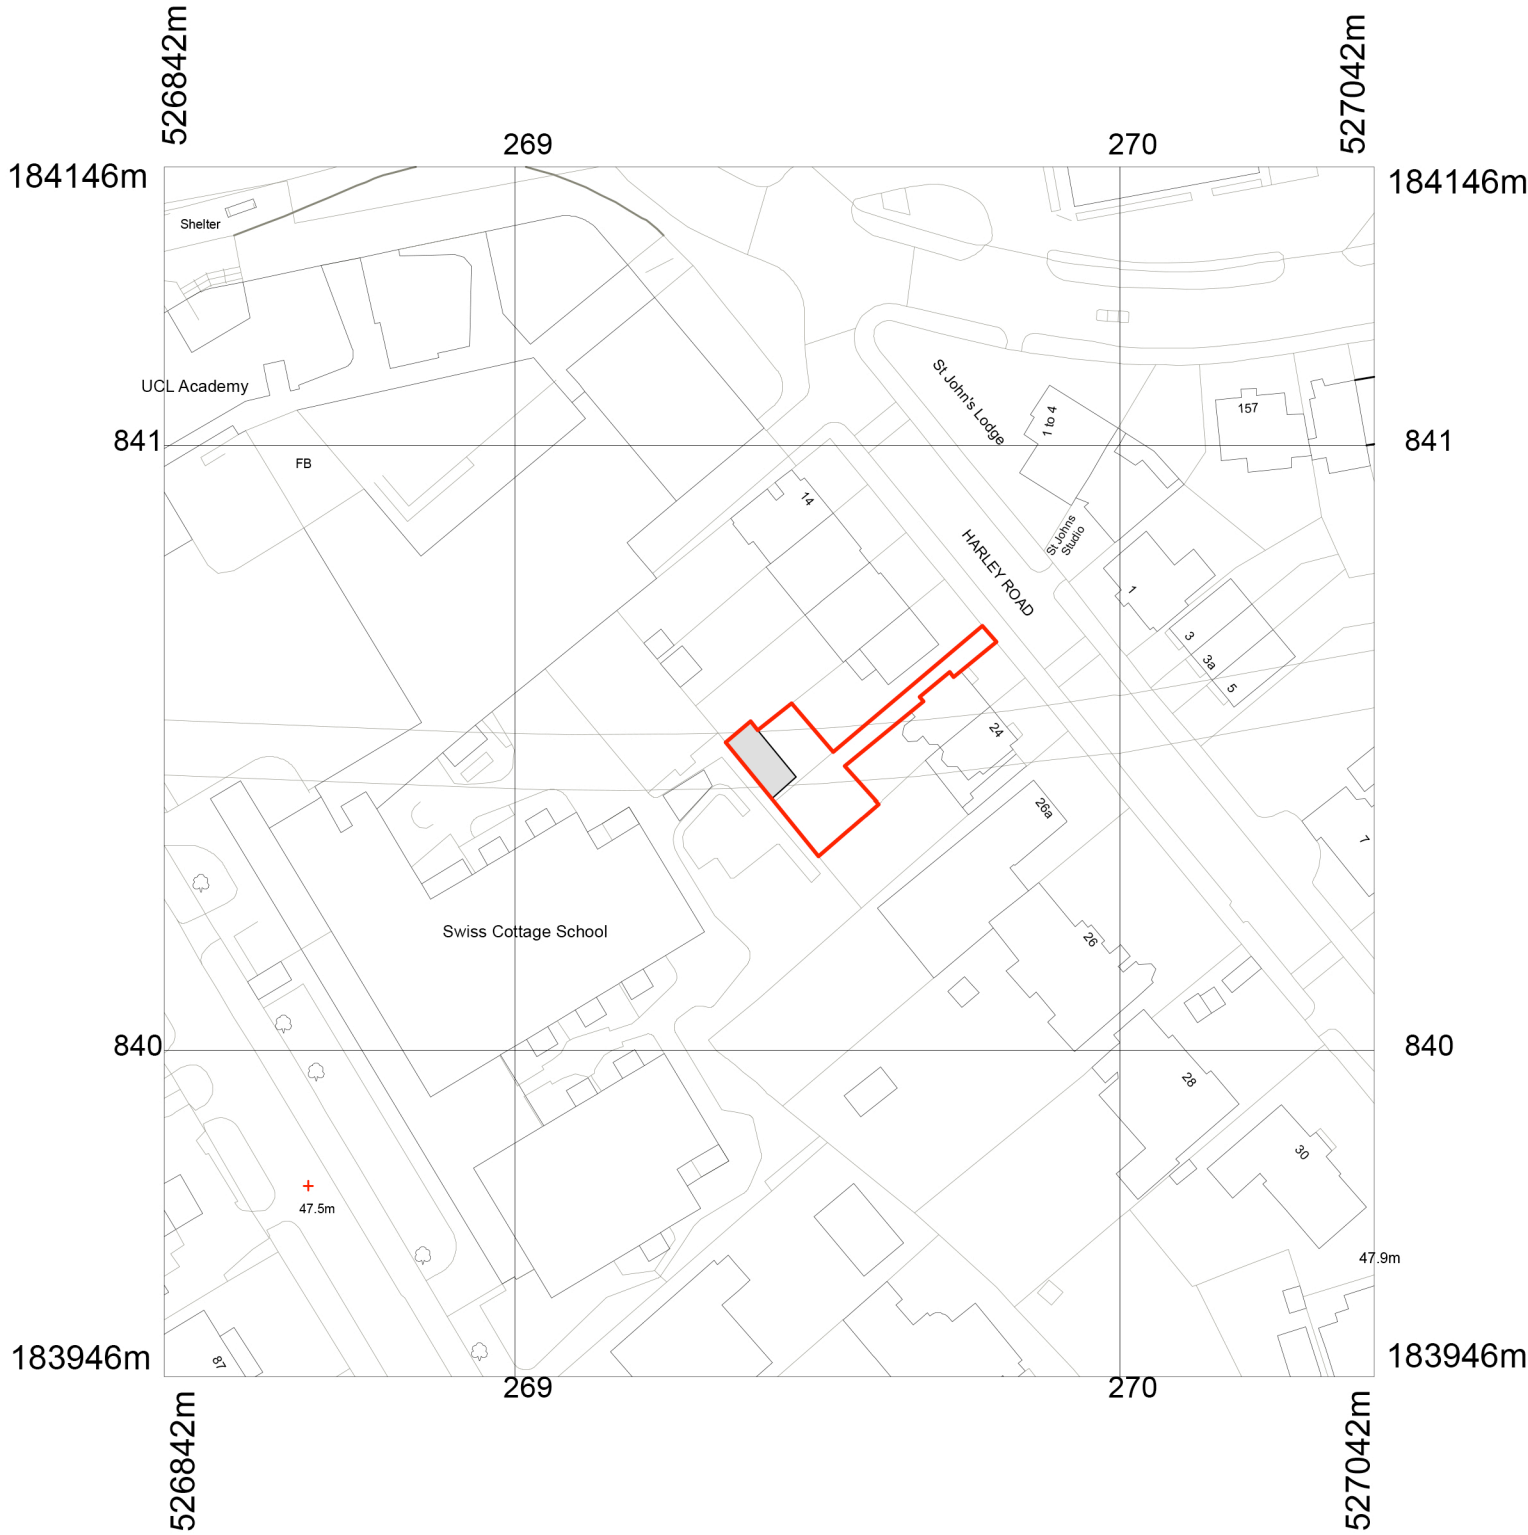 526842m
527042m
269
270
184146m
184146m
Shelter
St John's Lodge
1 to 4
157
UCL Academy
841
841
FB
14
HARLEY ROAD
St Johns
Studio
1
3
3a
5
24
26a
7
Swiss Cottage School
26
840
840
28
30
47.5m
47.9m
87
183946m
183946m
269
270
526842m
527042m